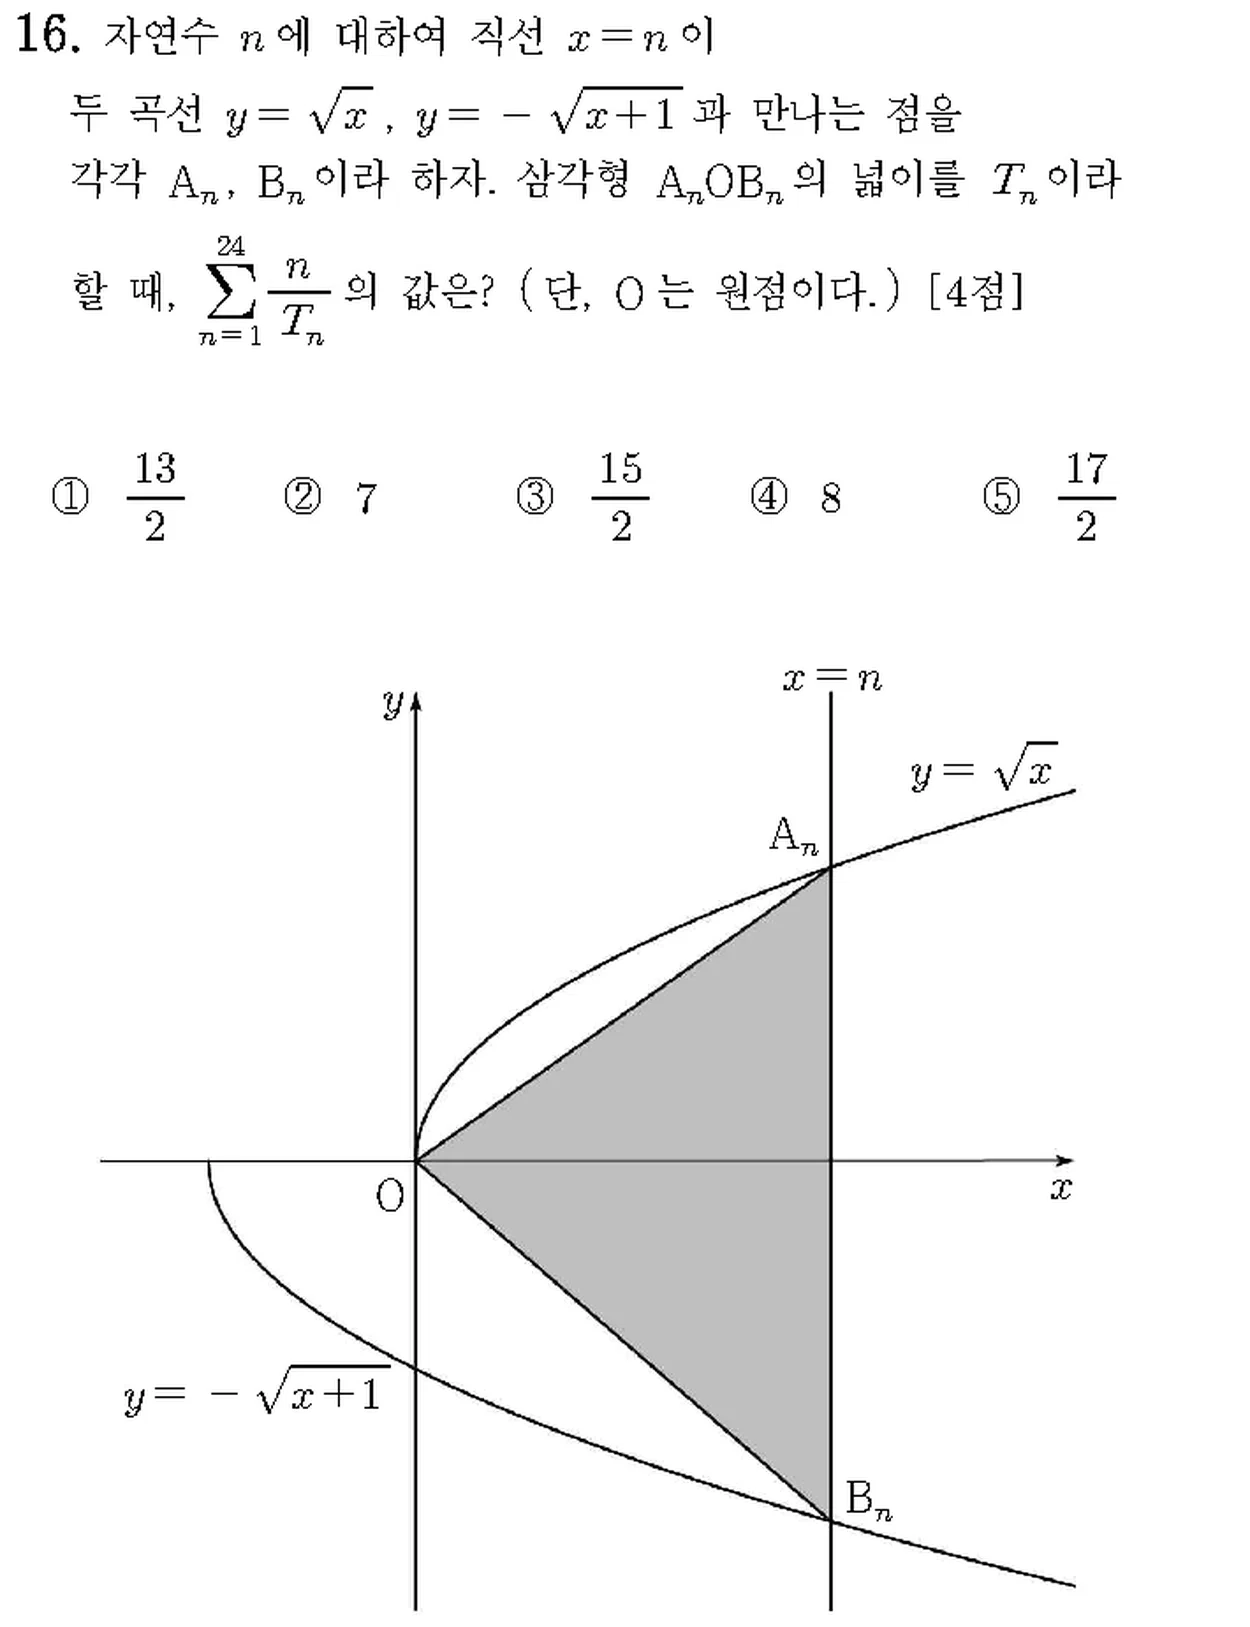 16. 자연수 n에 대하여 직선 x=n이
두 곡선 y=√x, y=-√(x+1)과 만나는 점을
각각 Aₙ, Bₙ이라 하자. 삼각형 AₙOBₙ의 넓이를 Tₙ이라
할 때, ∑_{n=1}^{24} n/Tₙ의 값은? (단, O는 원점이다.) [4점]
① 13/2 ② 7 ③ 15/2 ④ 8 ⑤ 17/2
x=n
y
y=√x
Aₙ
O
x
y=-√(x+1)
Bₙ